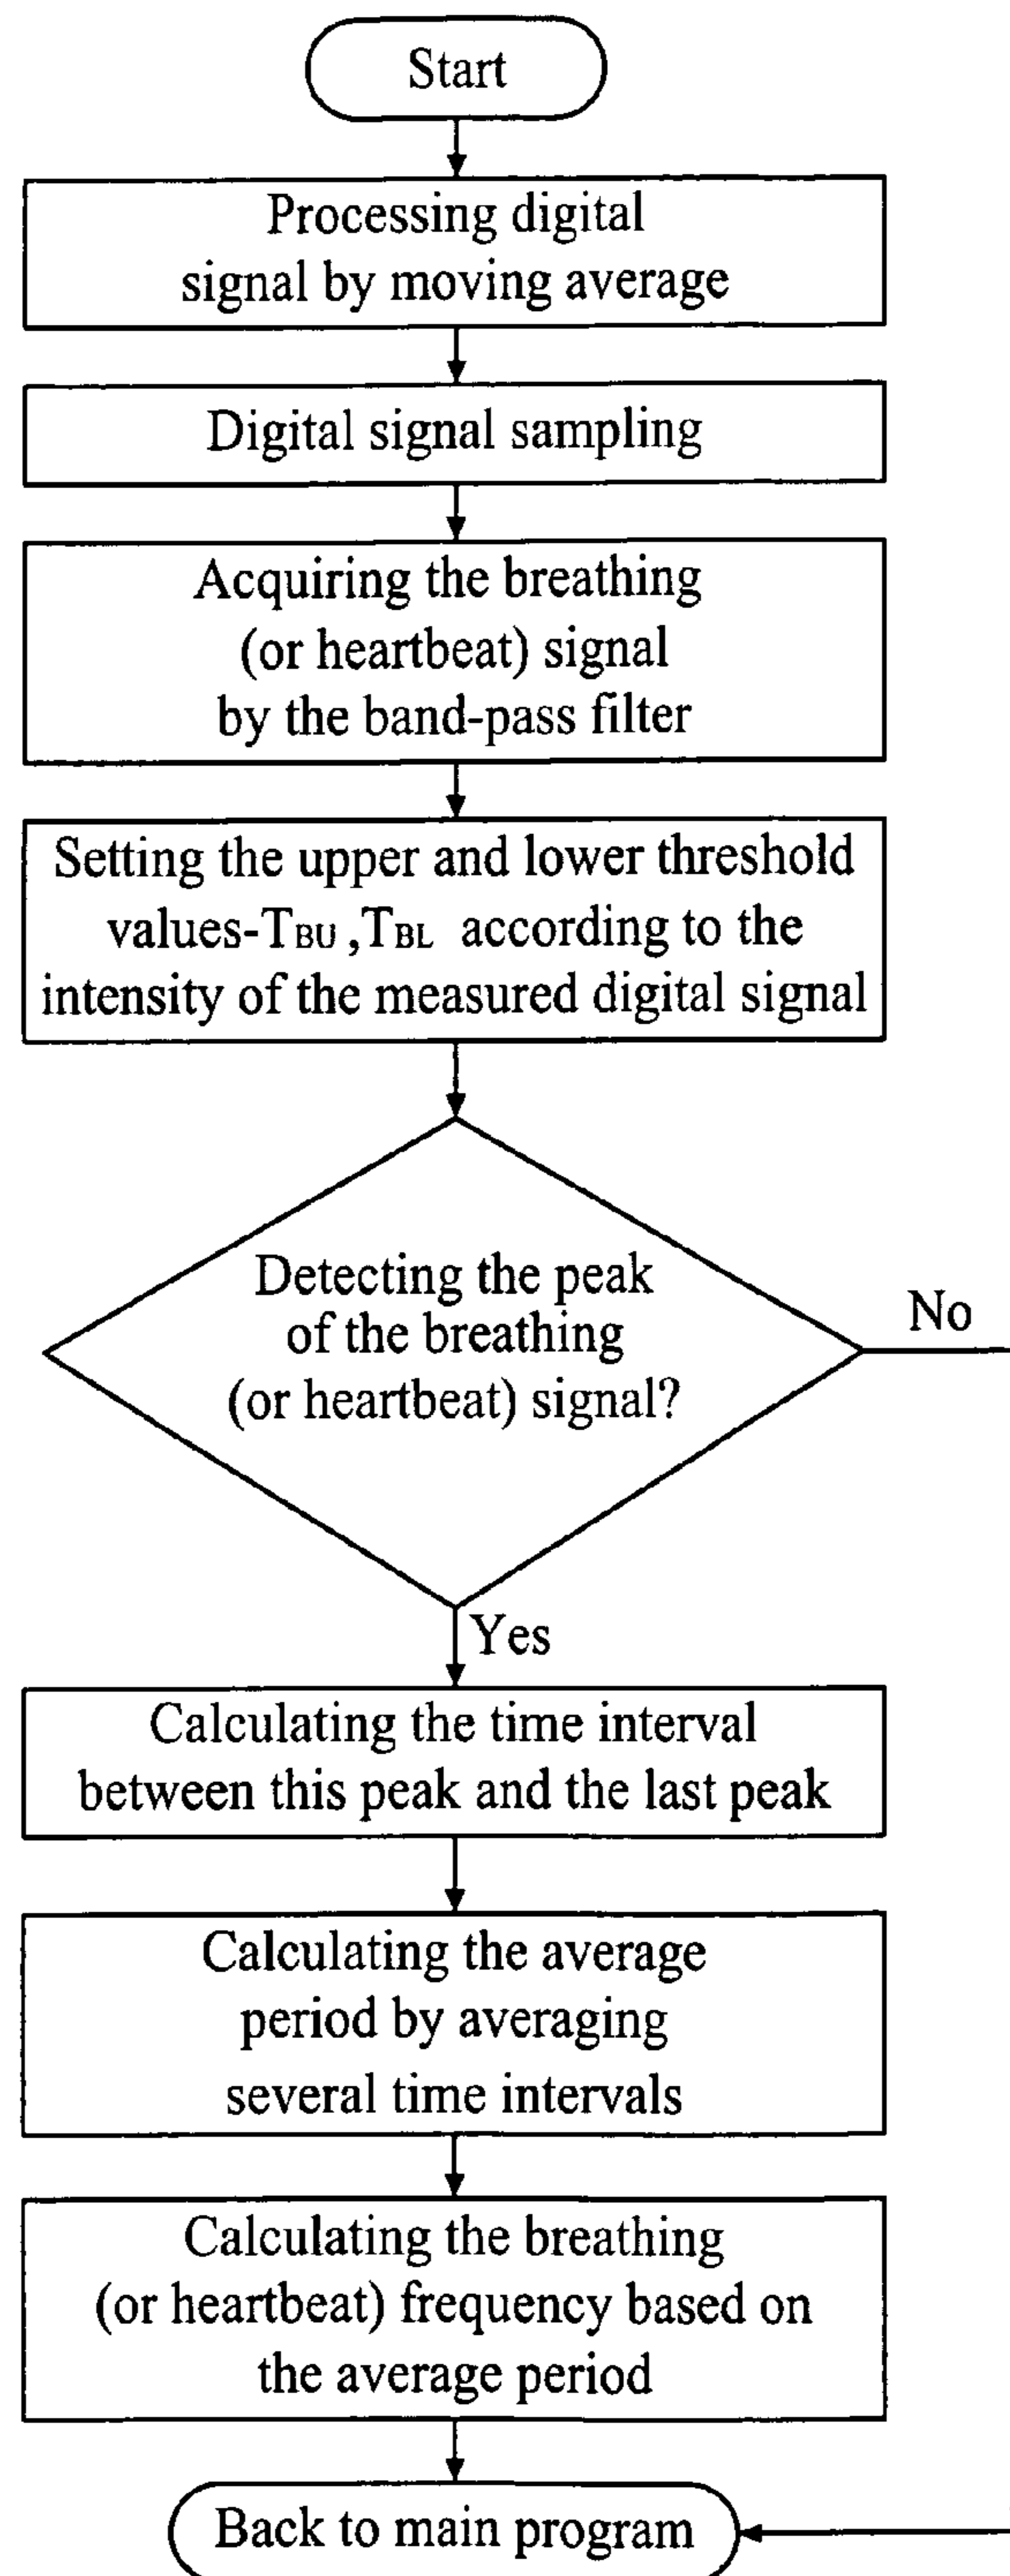 Start
Processing digital
signal by moving average
Digital signal sampling
Acquiring the breathing
(or heartbeat) signal
by the band-pass filter
Setting the upper and lower threshold
values-TBU ,TBL according to the
intensity of the measured digital signal
Detecting the peak
of the breathing
(or heartbeat) signal?
No
Yes
Calculating the time interval
between this peak and the last peak
Calculating the average
period by averaging
several time intervals
Calculating the breathing
(or heartbeat) frequency based on
the average period
Back to main program